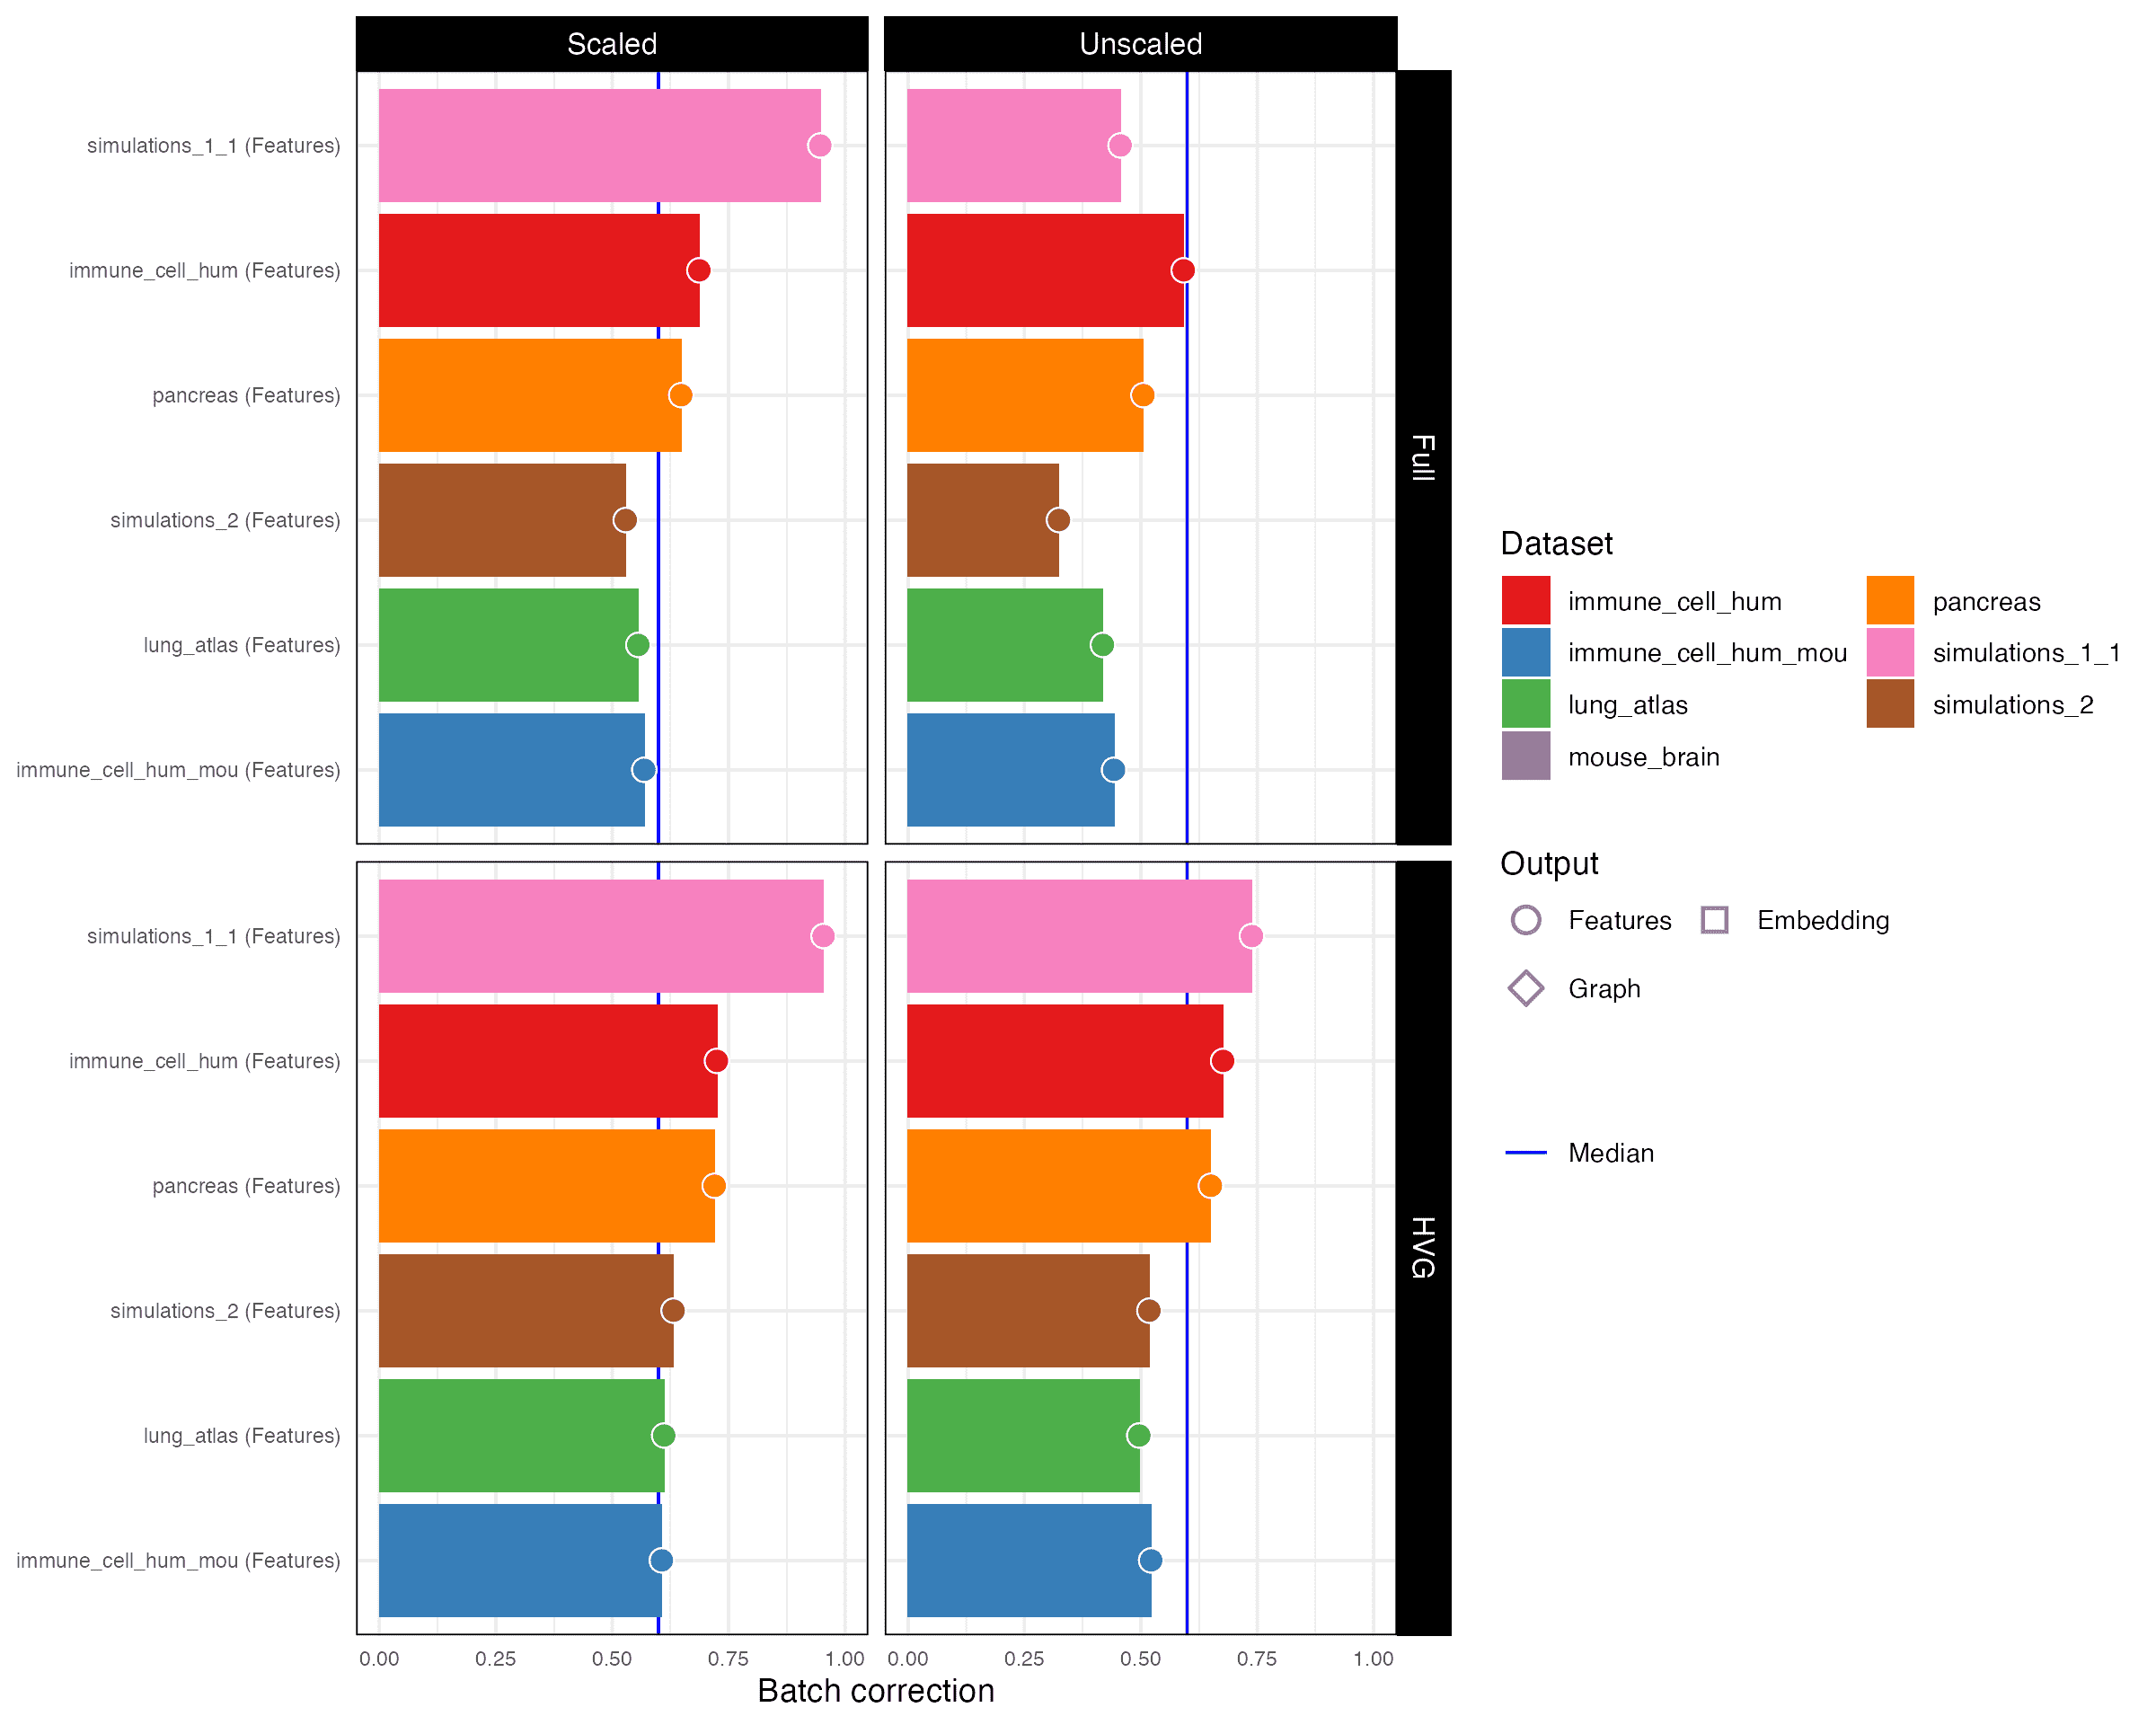 Scaled
Unscaled
simulations_1_1 (Features)
immune_cell_hum (Features)
pancreas (Features)
simulations_2 (Features)
lung_atlas (Features)
immune_cell_hum_mou (Features)
Full
simulations_1_1 (Features)
immune_cell_hum (Features)
pancreas (Features)
simulations_2 (Features)
lung_atlas (Features)
immune_cell_hum_mou (Features)
HVG
0.00 0.25 0.50 0.75 1.00 0.00 0.25 0.50 0.75 1.00
Batch correction
Dataset
immune_cell_hum pancreas
immune_cell_hum_mou simulations_1_1
lung_atlas simulations_2
mouse_brain
Output
Features Embedding
Graph
Median